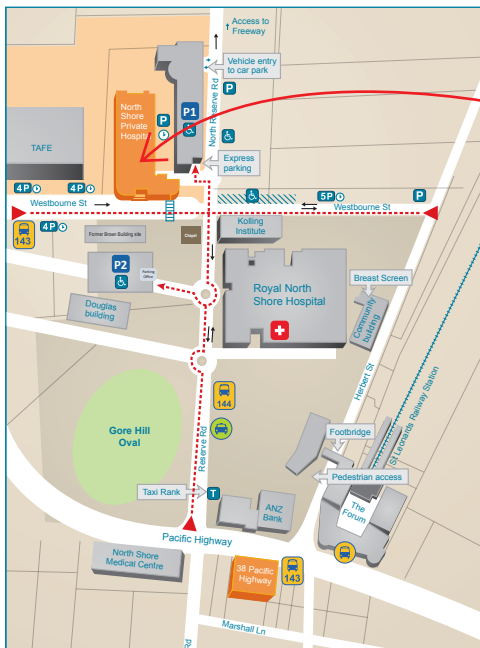 Access to
Freeway
Vehicle entry
to car park
P
North Reserve Rd
P1
North
Shore
Private
Hospital
P
TAFE
Express
parking
4P
4P
5P
P
Westbourne St
Westbourne St
143
4P
Former Brown Building site
Chapel
Kolling
Institute
P2
Parking
Office
Royal North
Shore Hospital
Breast Screen
Community
building
Douglas
building
Herbert St
St Leonards Railway Station
144
Gore Hill
Oval
Reserve Rd
Footbridge
Pedestrian access
Taxi Rank
T
ANZ
Bank
The
Forum
Pacific Highway
North Shore
Medical Centre
38 Pacific
Highway
143
Marshall Ln
Rd